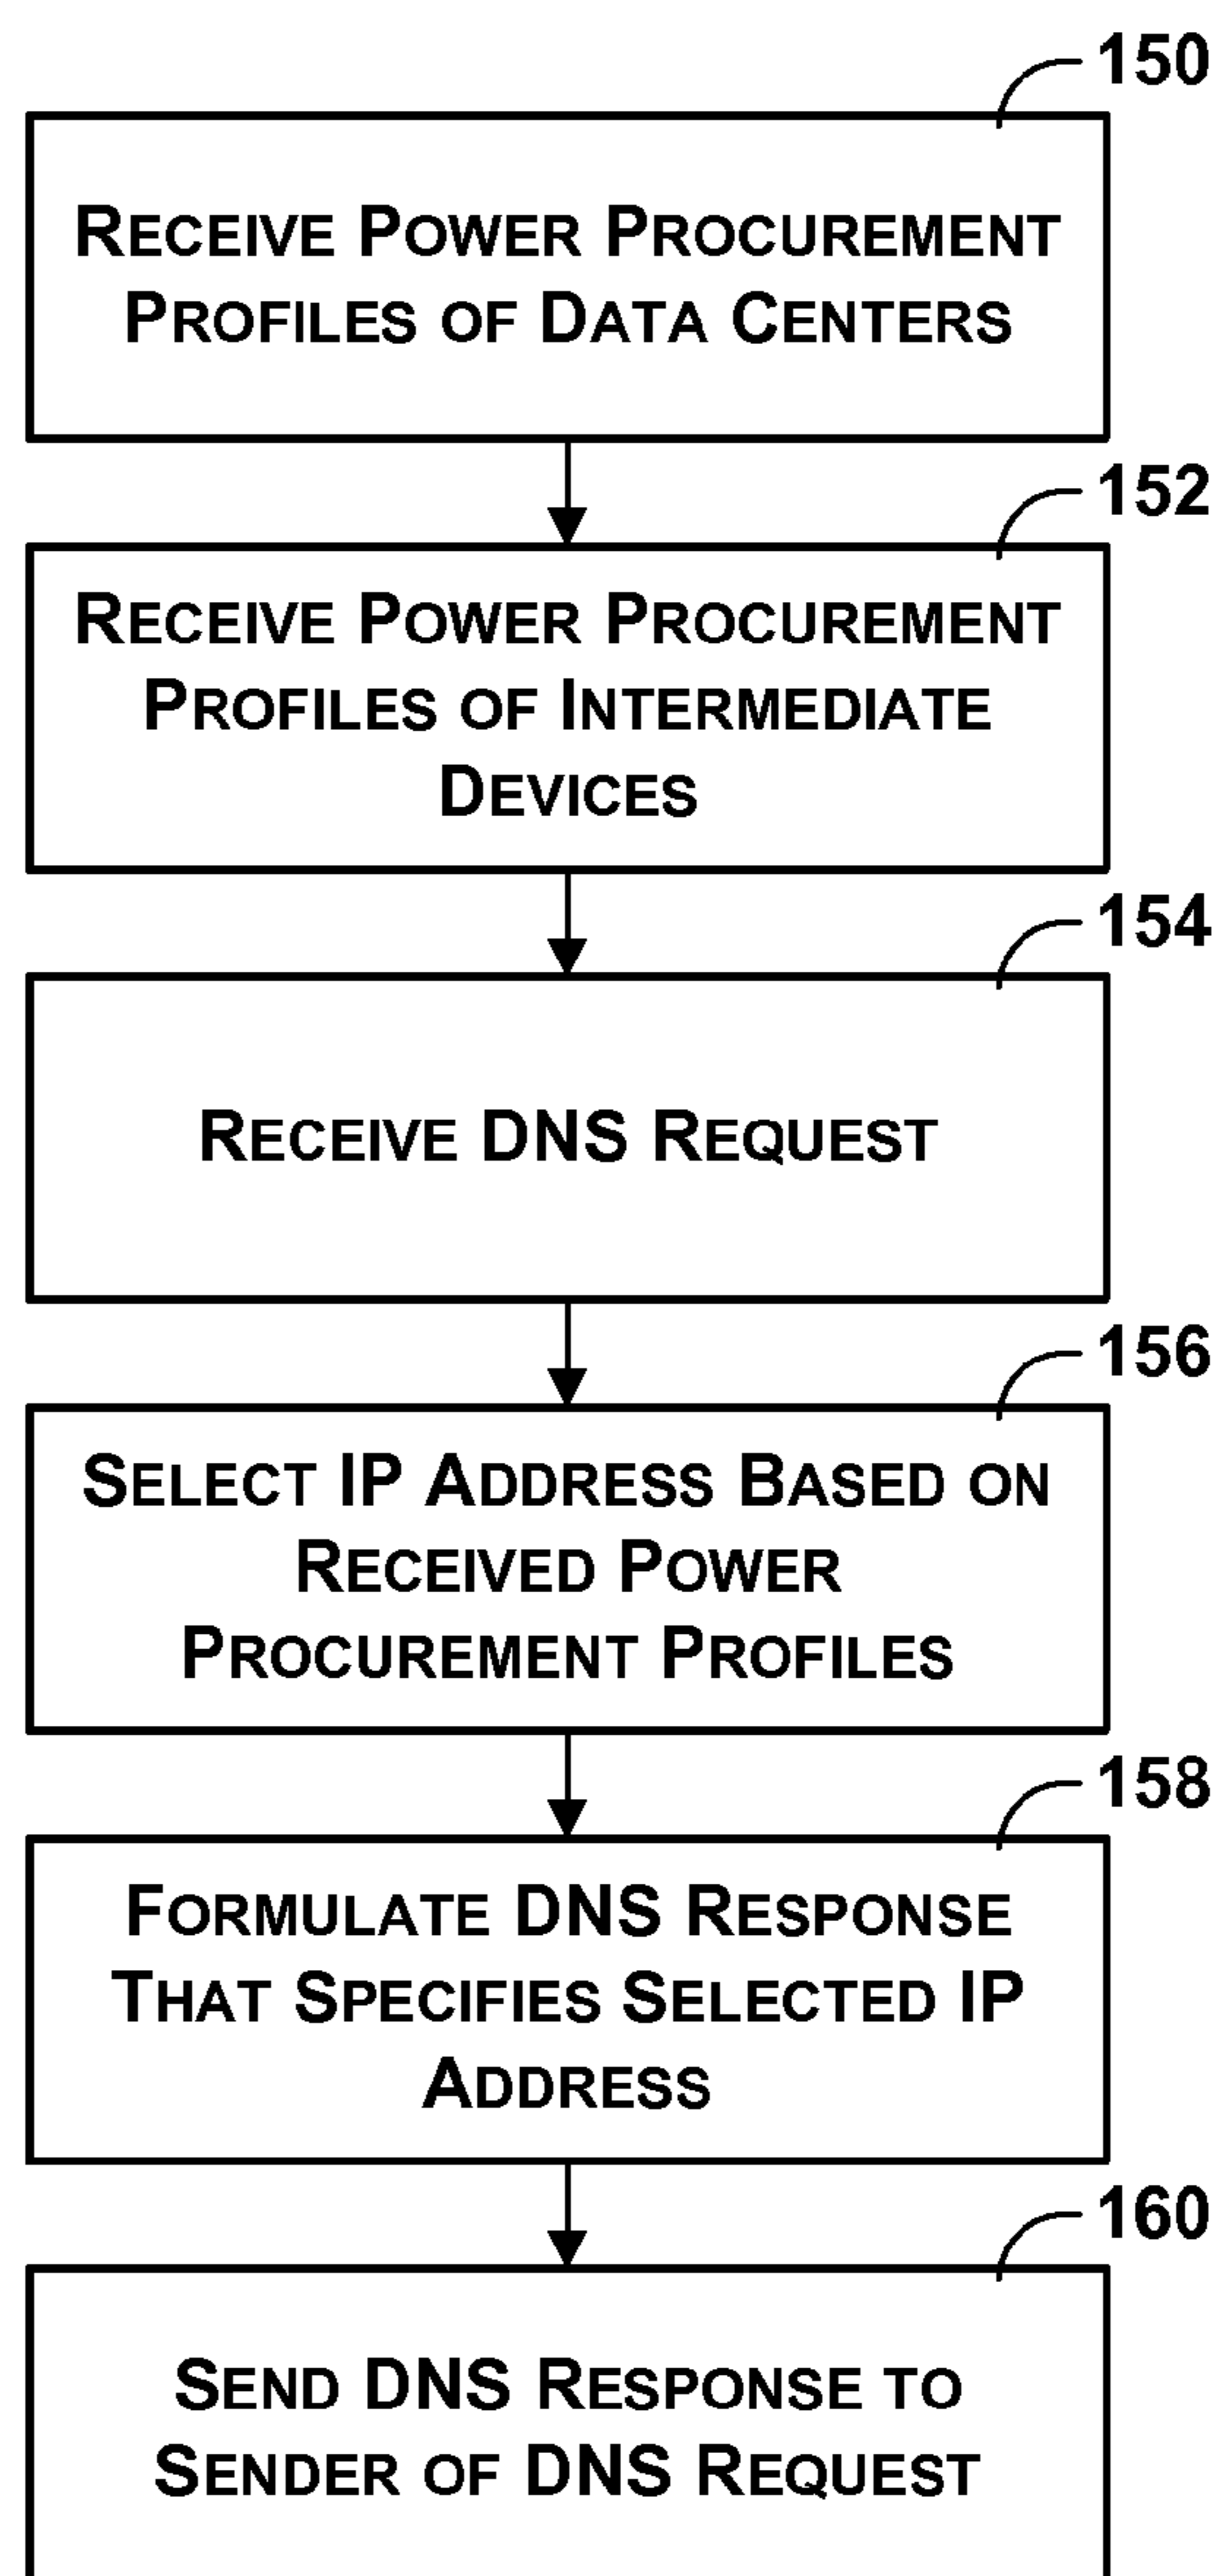 150
RECEIVE POWER PROCUREMENT
PROFILES OF DATA CENTERS
152
RECEIVE POWER PROCUREMENT
PROFILES OF INTERMEDIATE
DEVICES
154
RECEIVE DNS REQUEST
156
SELECT IP ADDRESS BASED ON
RECEIVED POWER
PROCUREMENT PROFILES
158
FORMULATE DNS RESPONSE
THAT SPECIFIES SELECTED IP
ADDRESS
160
SEND DNS RESPONSE TO
SENDER OF DNS REQUEST